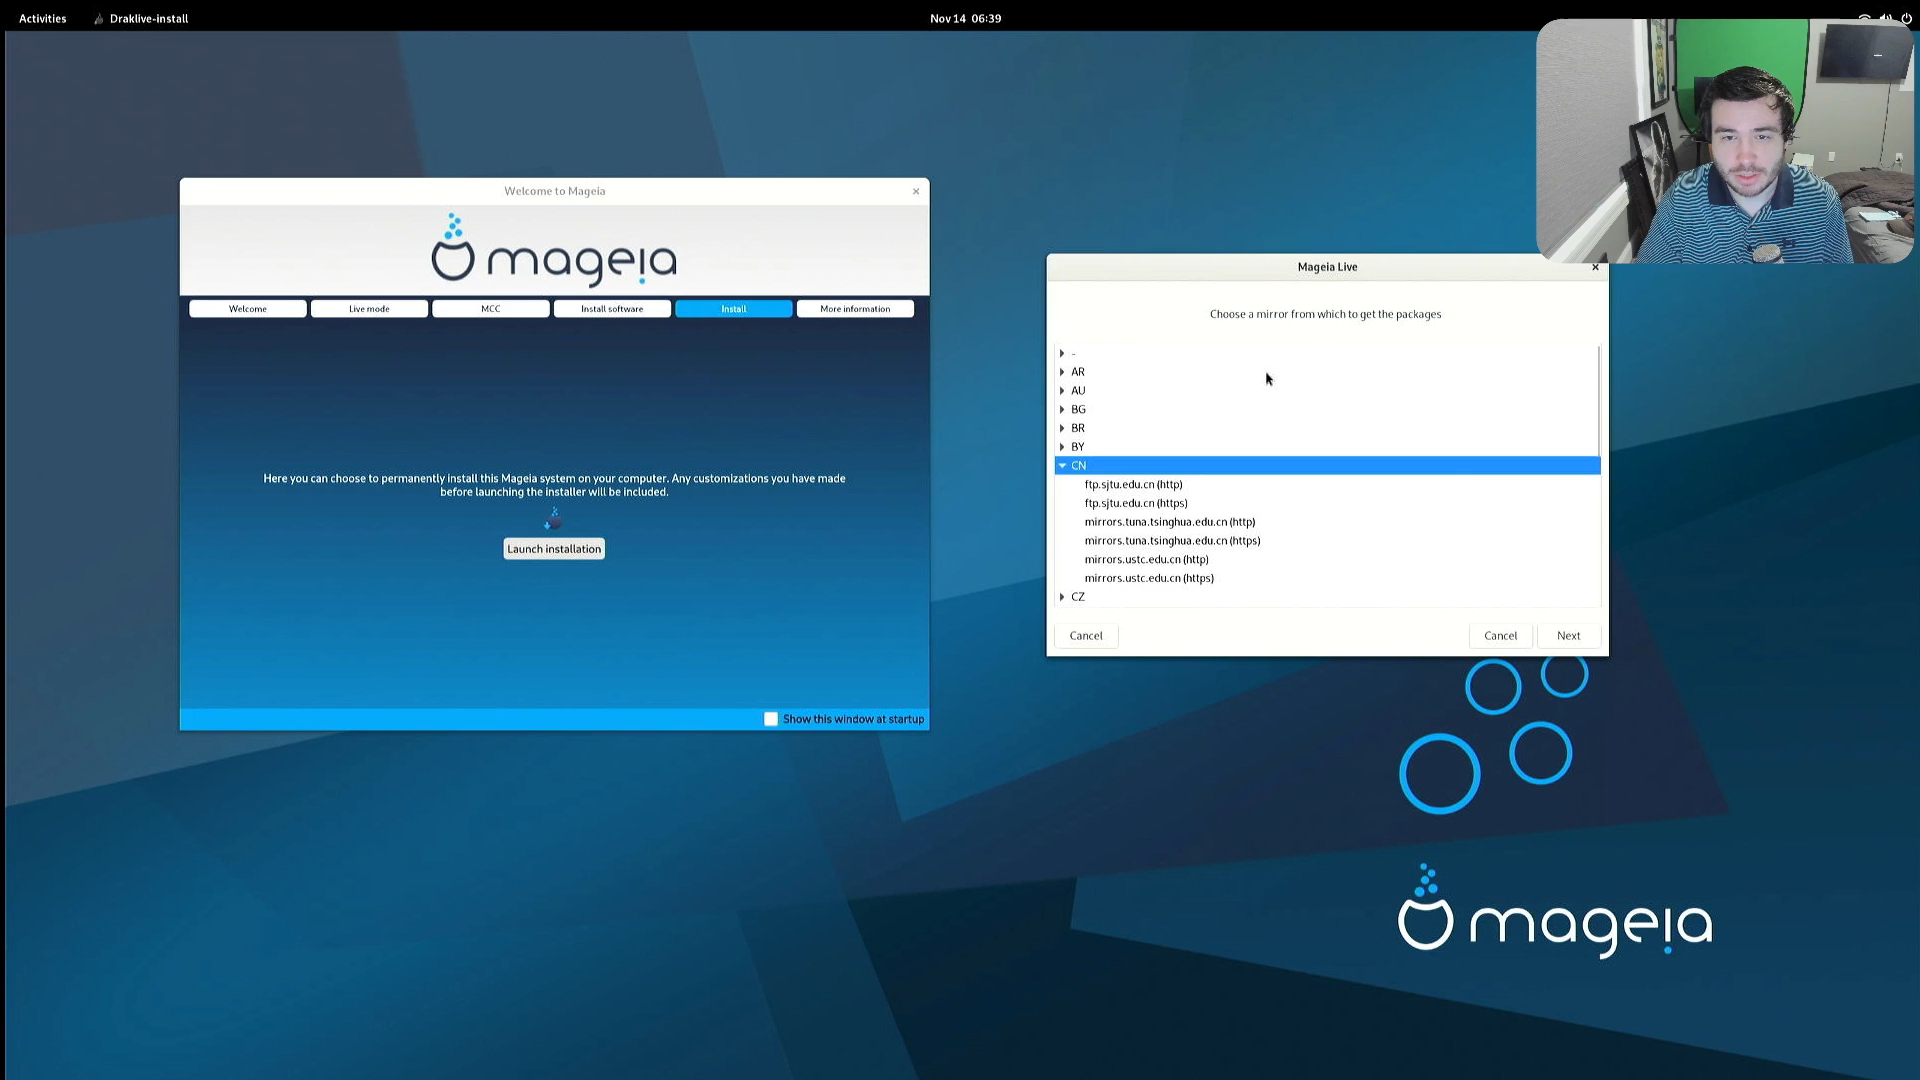 Activities
Draklive-install
Nov 14 06:39
Welcome to Mageia
mageia
Welcome
Live mode
MCC
Install software
Install
More information
Here you can choose to permanently install this Mageia system on your computer. Any customizations you have made
before launching the installer will be included.
Launch installation
Show this window at startup
Mageia Live
Choose a mirror from which to get the packages
-
AR
AU
BG
BR
BY
CN
ftp.sjtu.edu.cn (http)
ftp.sjtu.edu.cn (https)
mirrors.tuna.tsinghua.edu.cn (http)
mirrors.tuna.tsinghua.edu.cn (https)
mirrors.ustc.edu.cn (http)
mirrors.ustc.edu.cn (https)
CZ
Cancel
Cancel
Next
mageia